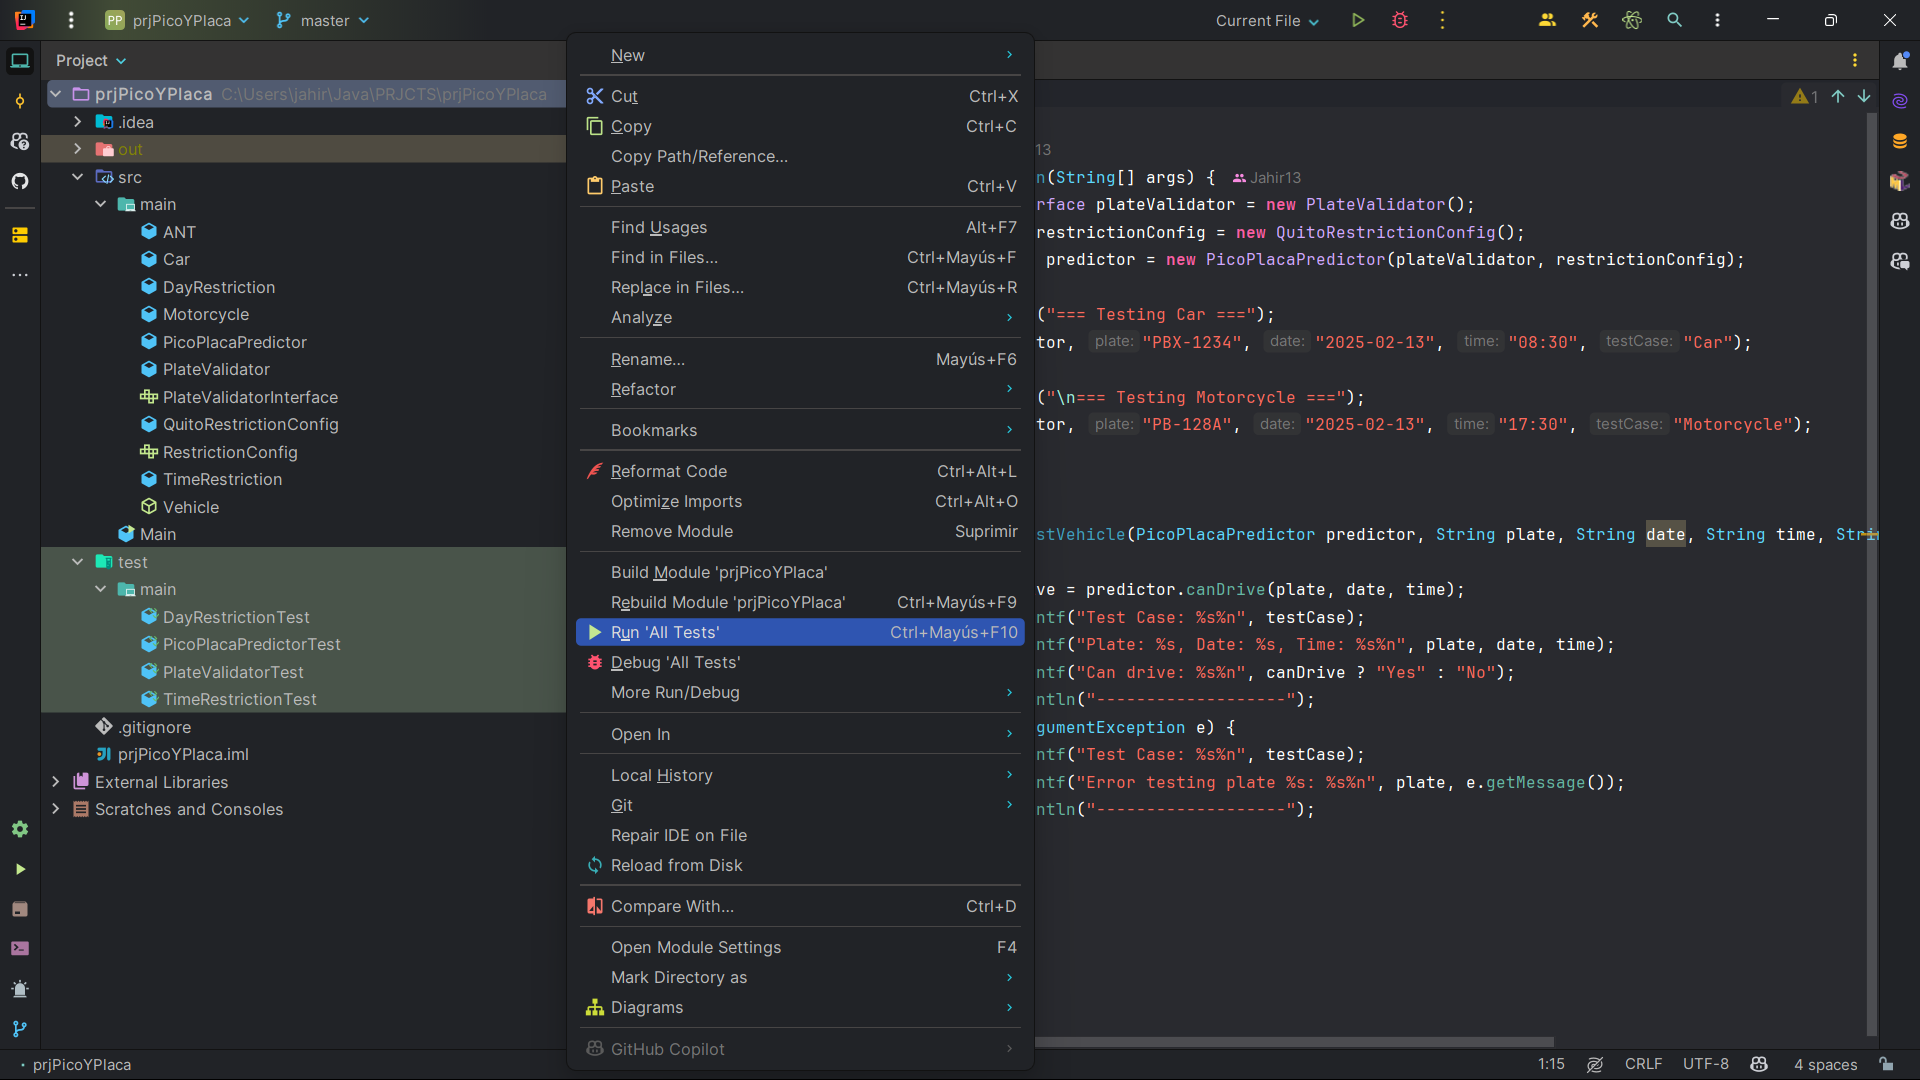 PP prjPicoYPlaca master Current File
Project
prjPicoYPlaca C:\Users\jahir\Java\PRJCTS\prjPicoYPlaca
.idea
out
src
main
ANT
Car
DayRestriction
Motorcycle
PicoPlacaPredictor
PlateValidator
PlateValidatorInterface
QuitoRestrictionConfig
RestrictionConfig
TimeRestriction
Vehicle
Main
test
main
DayRestrictionTest
PicoPlacaPredictorTest
PlateValidatorTest
TimeRestrictionTest
.gitignore
prjPicoYPlaca.iml
External Libraries
Scratches and Consoles
New
Cut Ctrl+X
Copy Ctrl+C
Copy Path/Reference...
Paste Ctrl+V
Find Usages Alt+F7
Find in Files... Ctrl+Mayús+F
Replace in Files... Ctrl+Mayús+R
Analyze
Rename... Mayús+F6
Refactor
Bookmarks
Reformat Code Ctrl+Alt+L
Optimize Imports Ctrl+Alt+O
Remove Module Suprimir
Build Module 'prjPicoYPlaca'
Rebuild Module 'prjPicoYPlaca' Ctrl+Mayús+F9
Run 'All Tests' Ctrl+Mayús+F10
Debug 'All Tests'
More Run/Debug
Open In
Local History
Git
Repair IDE on File
Reload from Disk
Compare With... Ctrl+D
Open Module Settings F4
Mark Directory as
Diagrams
GitHub Copilot
1
13
n(String[] args) { Jahir13
rface plateValidator = new PlateValidator();
restrictionConfig = new QuitoRestrictionConfig();
predictor = new PicoPlacaPredictor(plateValidator, restrictionConfig);
("=== Testing Car ===");
tor, plate: "PBX-1234", date: "2025-02-13", time: "08:30", testCase: "Car");
("\n=== Testing Motorcycle ===");
tor, plate: "PB-128A", date: "2025-02-13", time: "17:30", testCase: "Motorcycle");
stVehicle(PicoPlacaPredictor predictor, String plate, String date, String time, Strin
ve = predictor.canDrive(plate, date, time);
ntf("Test Case: %s%n", testCase);
ntf("Plate: %s, Date: %s, Time: %s%n", plate, date, time);
ntf("Can drive: %s%n", canDrive ? "Yes" : "No");
ntln("-------------------");
gumentException e) {
ntf("Test Case: %s%n", testCase);
ntf("Error testing plate %s: %s%n", plate, e.getMessage());
ntln("-------------------");
prjPicoYPlaca 1:15 CRLF UTF-8 4 spaces